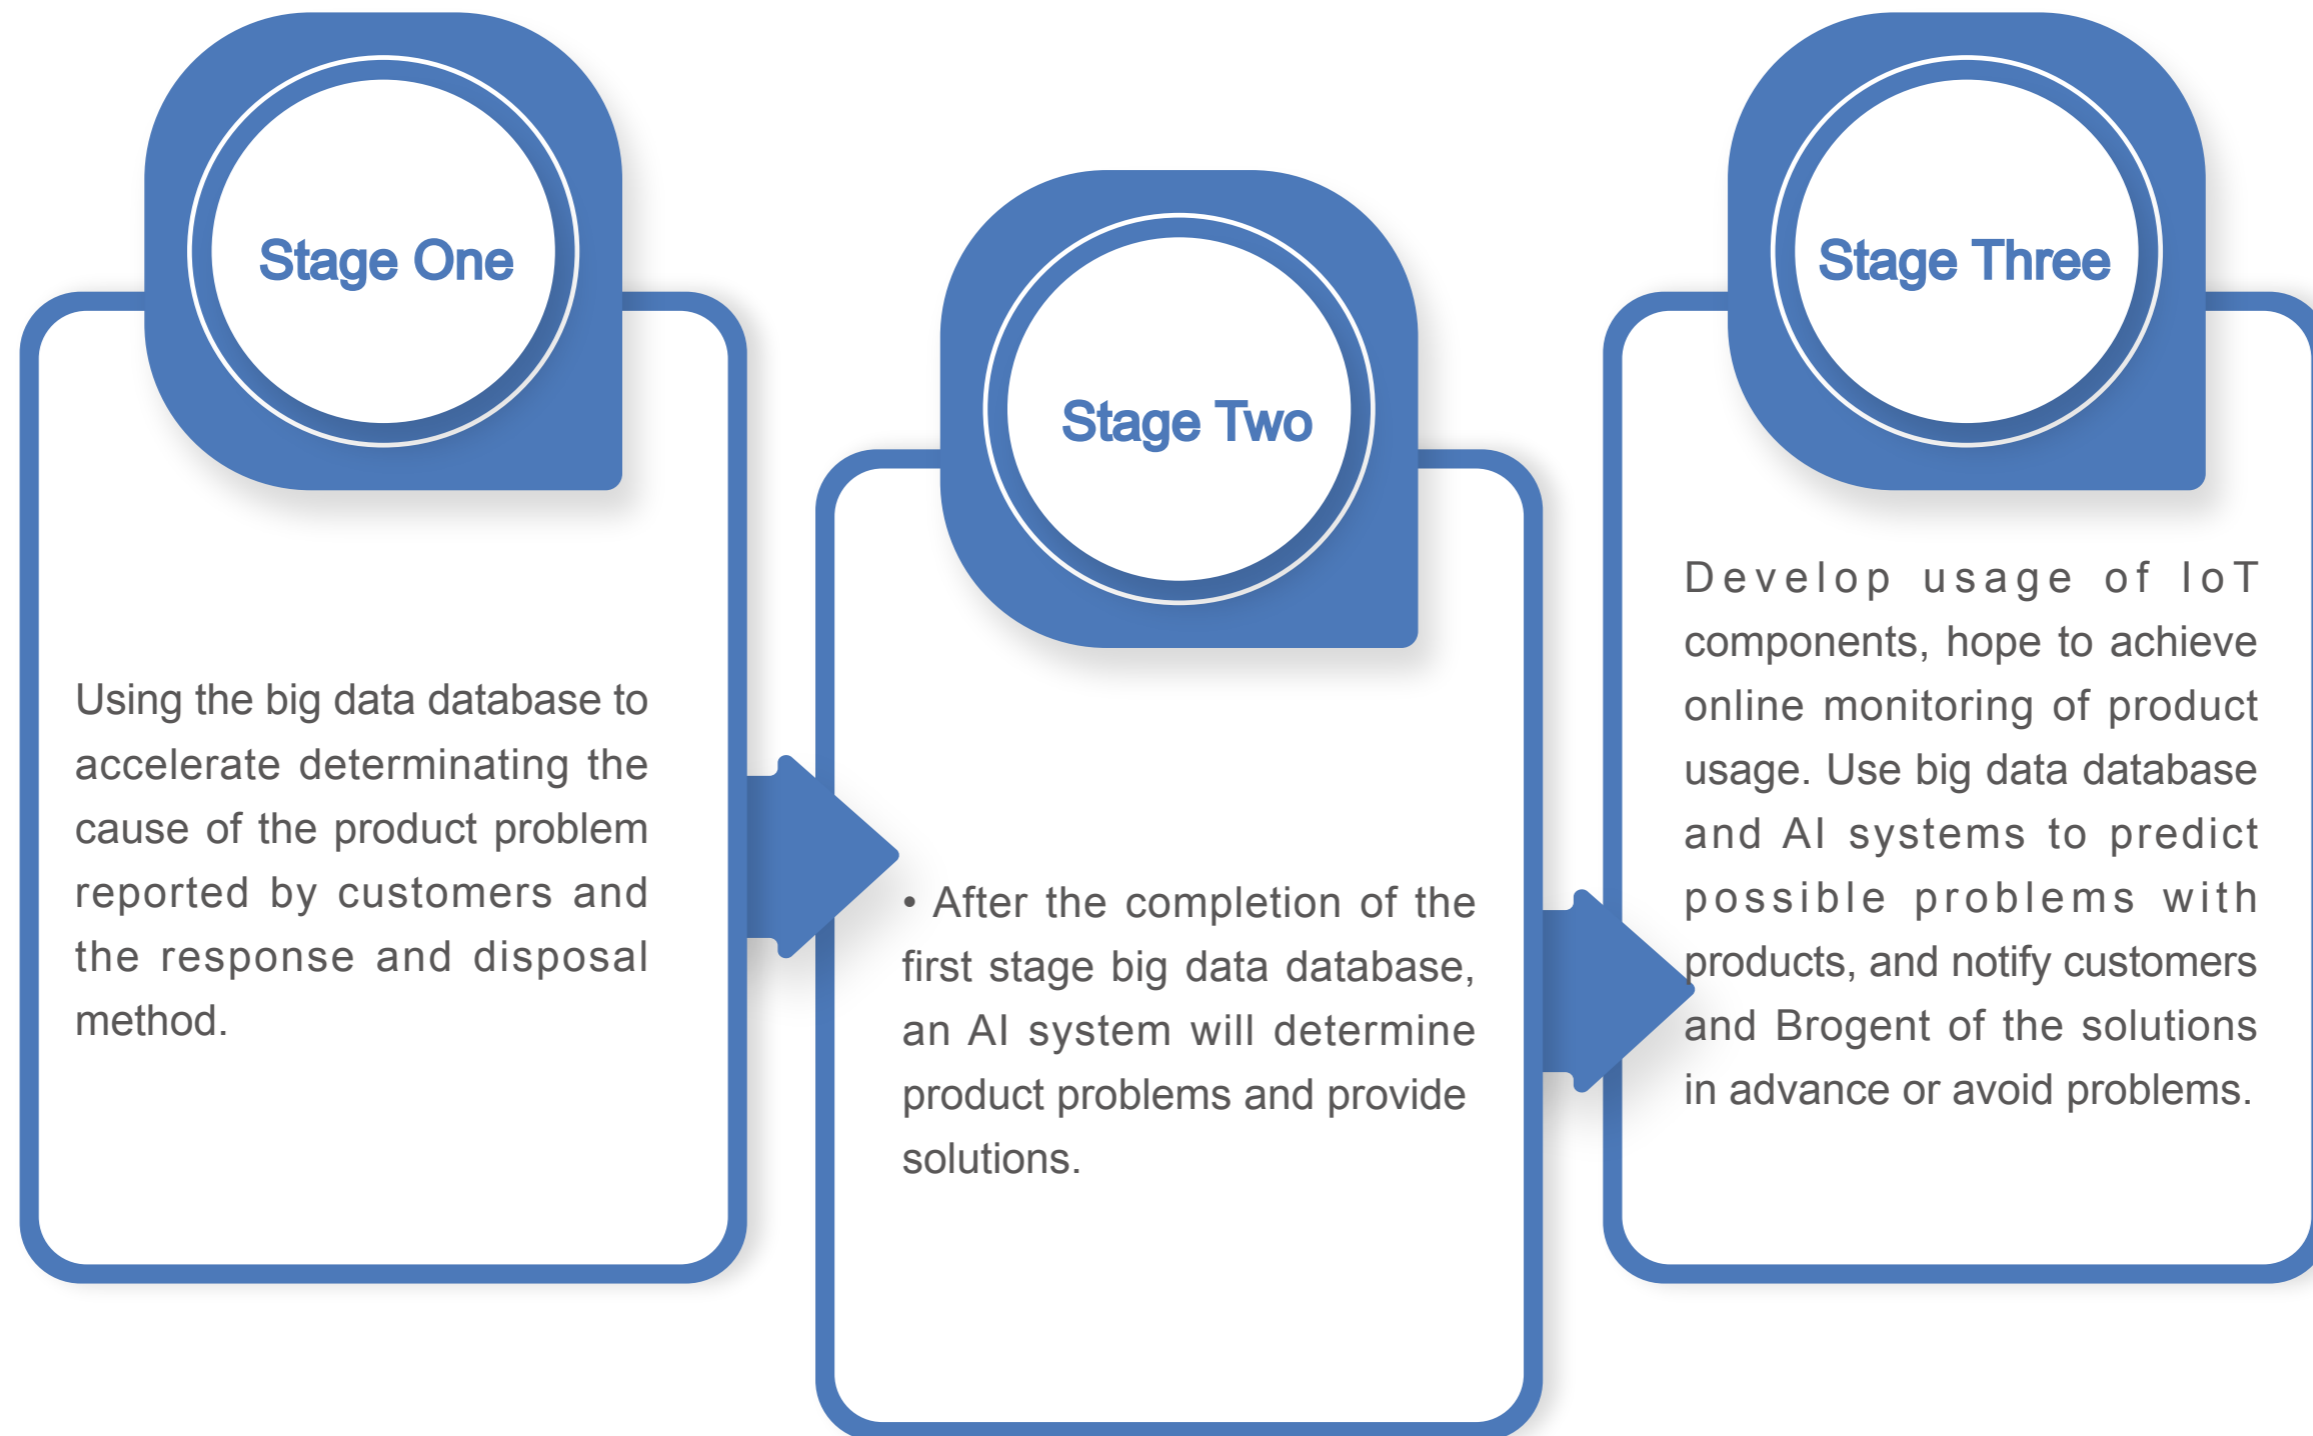 Stage One
Using the big data database to
accelerate determinating the
cause of the product problem
reported by customers and
the response and disposal
method.
Stage Two
• After the completion of the
first stage big data database,
an AI system will determine
product problems and provide
solutions.
Stage Three
Develop usage of IoT
components, hope to achieve
online monitoring of product
usage. Use big data database
and AI systems to predict
possible problems with
products, and notify customers
and Brogent of the solutions
in advance or avoid problems.